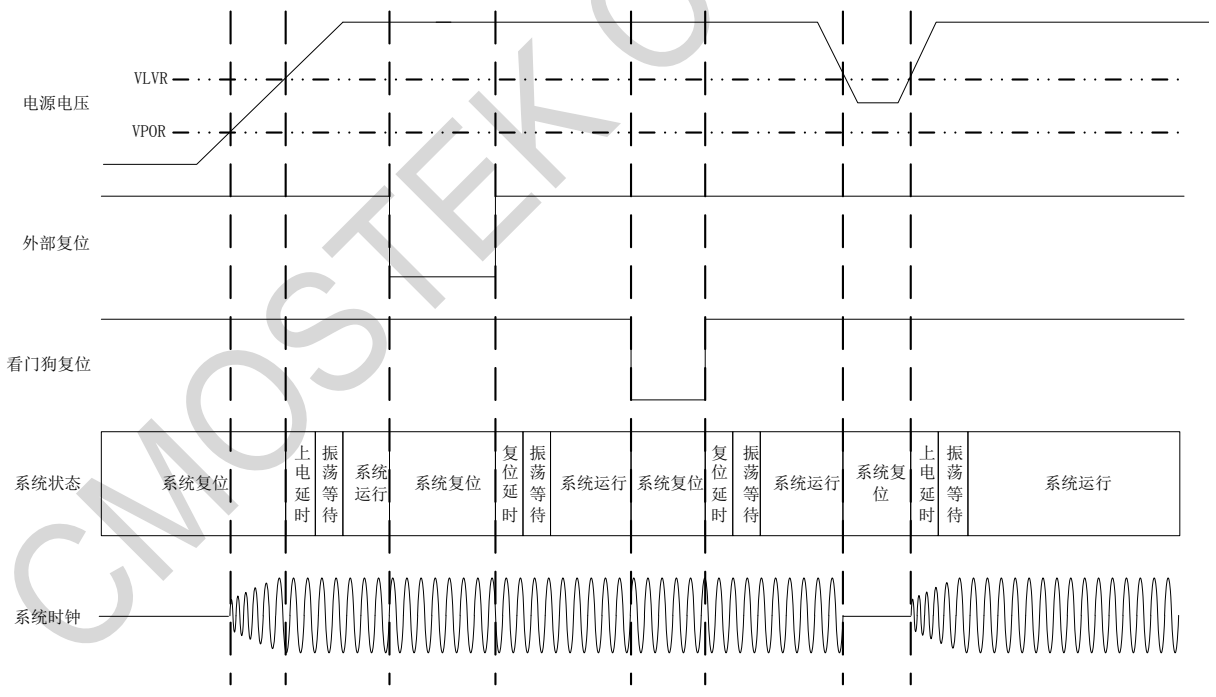 VLVR
电源电压
VPOR
外部复位
看门狗复位
系统状态
系统复位
上电延时
振荡等待
系统
运行
系统复位
复位延时
振荡等待
系统运行
系统复位
复位延时
振荡等待
系统运行
系统复
位
上电延时
振荡等待
系统运行
系统时钟
CMOSTEK